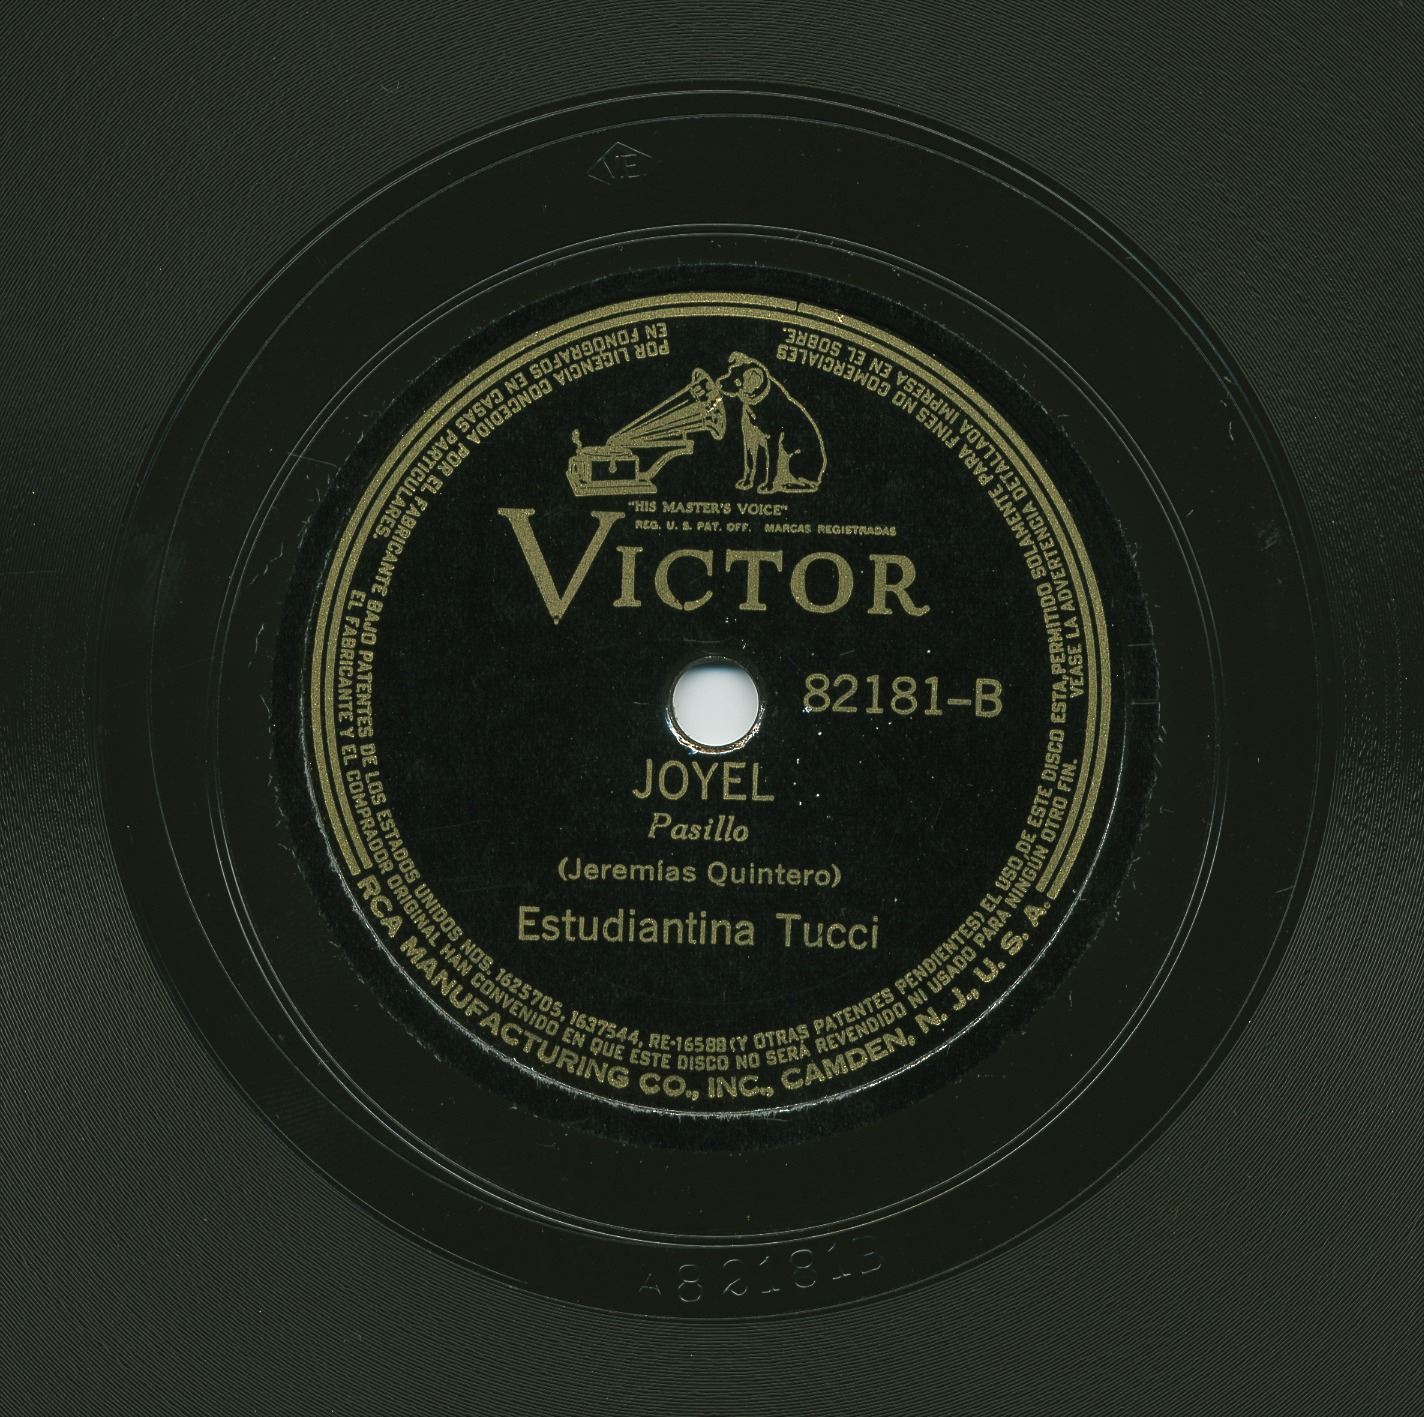 VE
"HIS MASTER'S VOICE"
REG. U. S. PAT. OFF. MARCAS REGISTRADAS
VICTOR
82181-B
JOYEL
Pasillo
(Jeremías Quintero)
Estudiantina Tucci
POR LICENCIA CONCEDIDA POR EL FABRICANTE BAJO PATENTES DE LOS ESTADOS UNIDOS NOS. 1625705, 1637544, RE-16588 (Y OTRAS PATENTES PENDIENTES) EL USO DE ESTE DISCO ESTA PERMITIDO SOLAMENTE PARA FINES NO COMERCIALES
EN FONOGRAFOS EN CASAS PARTICULARES.
EL FABRICANTE Y EL COMPRADOR ORIGINAL HAN CONVENIDO EN QUE ESTE DISCO NO SERÁ REVENDIDO NI USADO PARA NINGÚN OTRO FIN.
VEASE LA ADVERTENCIA DETALLADA IMPRESA EN EL SOBRE.
RCA MANUFACTURING CO., INC., CAMDEN, N. J., U. S. A.
A 82181B